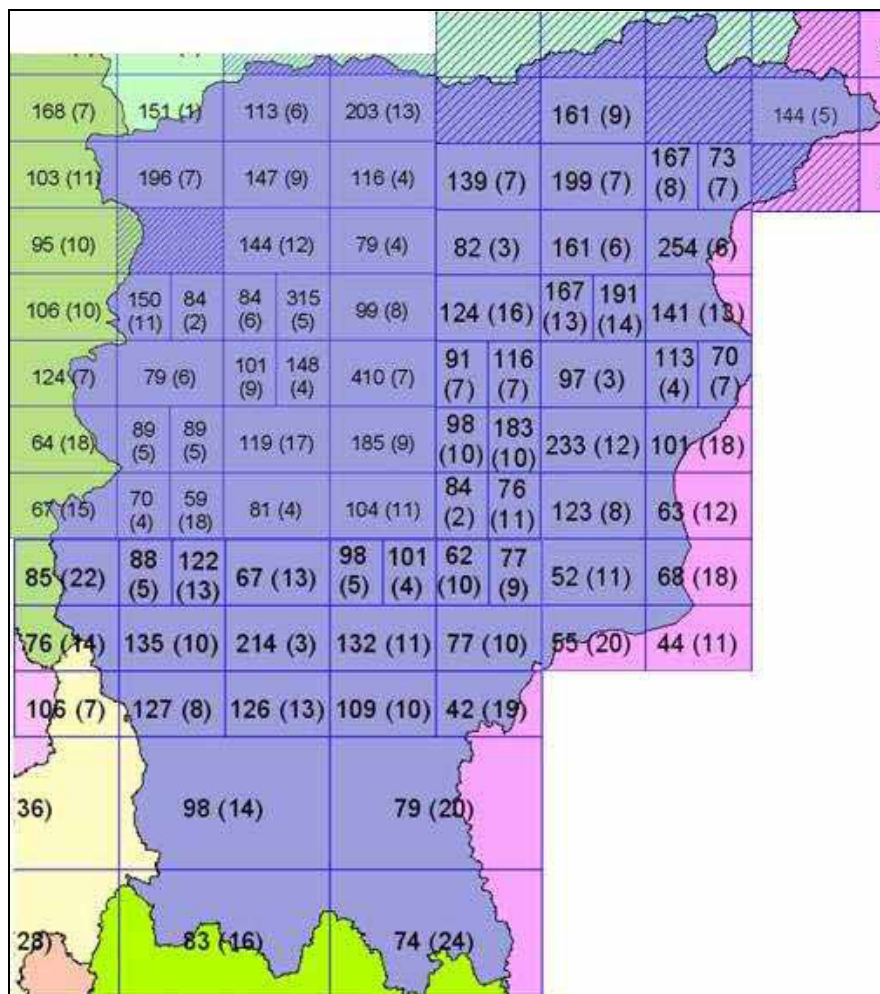 168 (7) 151 (1) 113 (6) 203 (13) 161 (9) 144 (5)
103 (11) 196 (7) 147 (9) 116 (4) 139 (7) 199 (7) 167 (8) 73 (7)
95 (10) 144 (12) 79 (4) 82 (3) 161 (6) 254 (6)
106 (10) 150 (11) 84 (2) 84 (6) 315 (5) 99 (8) 124 (16) 167 (13) 191 (14) 141 (13)
124 (7) 79 (6) 101 (9) 148 (4) 410 (7) 91 (7) 116 (7) 97 (3) 113 (4) 70 (7)
64 (18) 89 (5) 89 (5) 119 (17) 185 (9) 98 (10) 183 (10) 233 (12) 101 (18)
67 (15) 70 (4) 59 (18) 81 (4) 104 (11) 84 (2) 76 (11) 123 (8) 63 (12)
85 (22) 88 (5) 122 (13) 67 (13) 98 (5) 101 (4) 62 (10) 77 (9) 52 (11) 68 (18)
76 (14) 135 (10) 214 (3) 132 (11) 77 (10) 55 (20) 44 (11)
106 (7) 127 (8) 126 (13) 109 (10) 42 (19)
36) 98 (14) 79 (20)
28) 83 (16) 74 (24)